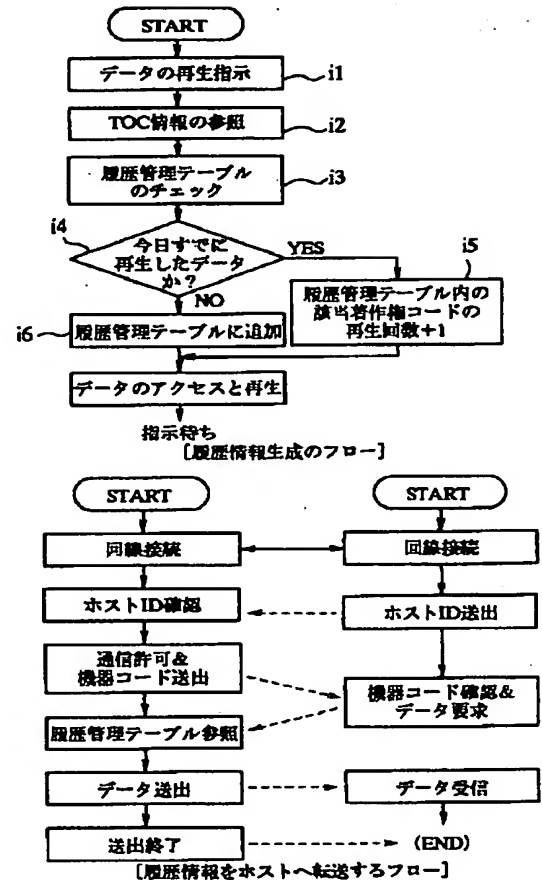 START
データの再生指示
i1
TOC情報の参照
i2
履歴管理テーブル
のチェック
i3
i4
今日すでに
再生したデータ
か?
YES
NO
i5
履歴管理テーブル内の
該当著作権コードの
再生回数+1
i6
履歴管理テーブルに追加
データのアクセスと再生
指示待ち
[履歴情報生成のフロー]
START
START
回線接続
回線接続
ホストID確認
ホストID送出
通信許可&
機器コード送出
機器コード確認&
データ要求
履歴管理テーブル参照
データ送出
データ受信
送出終了
(END)
[履歴情報をホストへ転送するフロー]